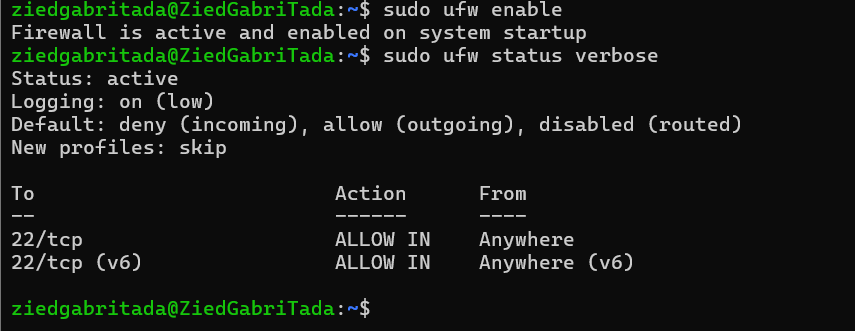 ziedgabritada@ZiedGabriTada:~$ sudo ufw enable
Firewall is active and enabled on system startup
ziedgabritada@ZiedGabriTada:~$ sudo ufw status verbose
Status: active
Logging: on (low)
Default: deny (incoming), allow (outgoing), disabled (routed)
New profiles: skip

To                         Action      From
--                         ------      ----
22/tcp                     ALLOW IN    Anywhere
22/tcp (v6)                ALLOW IN    Anywhere (v6)

ziedgabritada@ZiedGabriTada:~$